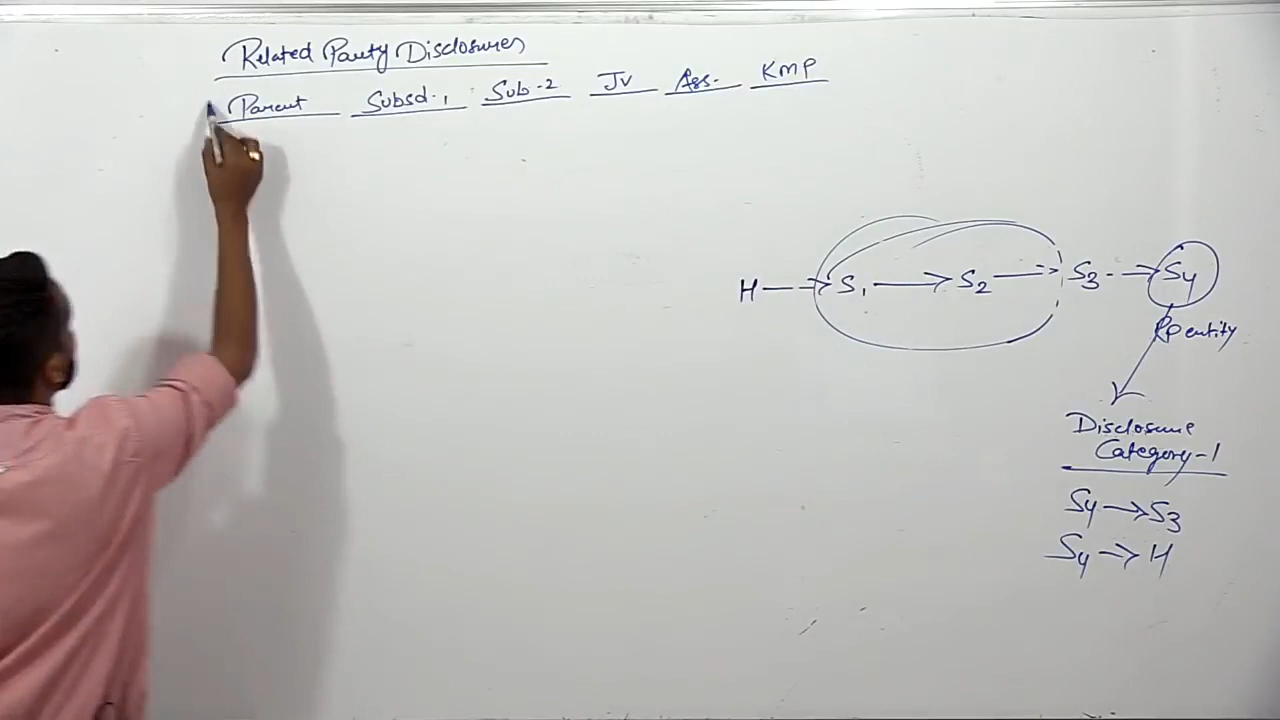 Related Party Disclosures
Parent Subsd.1 Sub-2 JV Ass. KMP
H → S1 → S2 → S3 → S4
Rp entity
Disclosure
Category-1
S4 → S3
S4 → H